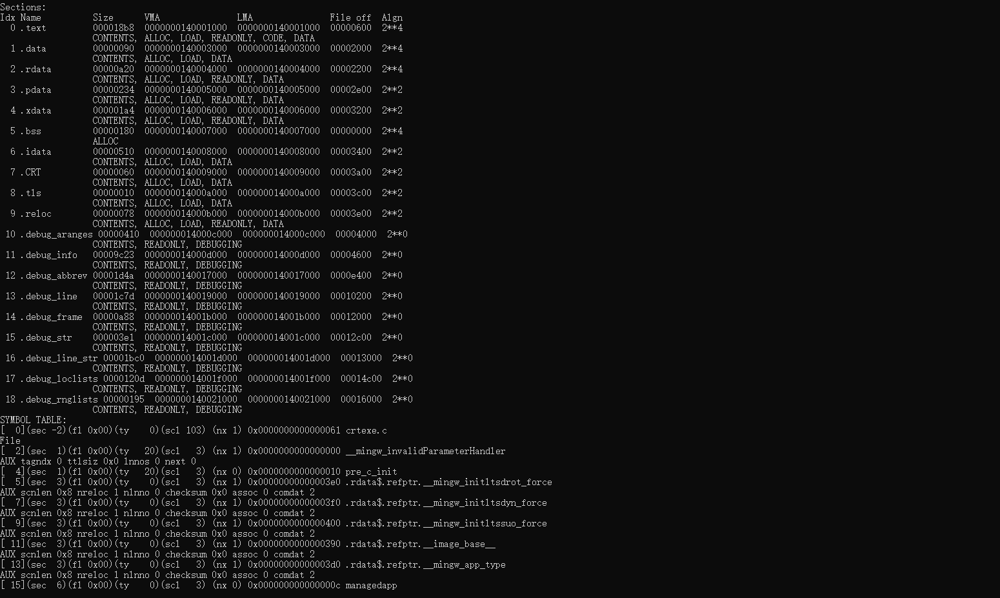 Sections:
Idx Name          Size      VMA               LMA               File off  Algn
  0 .text         000018b8  0000000140001000  0000000140001000  00000600  2**4
                  CONTENTS, ALLOC, LOAD, READONLY, CODE, DATA
  1 .data         00000090  0000000140003000  0000000140003000  00002000  2**4
                  CONTENTS, ALLOC, LOAD, DATA
  2 .rdata        00000a20  0000000140004000  0000000140004000  00002200  2**4
                  CONTENTS, ALLOC, LOAD, READONLY, DATA
  3 .pdata        00000234  0000000140005000  0000000140005000  00002e00  2**2
                  CONTENTS, ALLOC, LOAD, READONLY, DATA
  4 .xdata        000001a4  0000000140006000  0000000140006000  00003200  2**2
                  CONTENTS, ALLOC, LOAD, READONLY, DATA
  5 .bss          00000180  0000000140007000  0000000140007000  00000000  2**4
                  ALLOC
  6 .idata        00000510  0000000140008000  0000000140008000  00003400  2**2
                  CONTENTS, ALLOC, LOAD, DATA
  7 .CRT          00000060  0000000140009000  0000000140009000  00003a00  2**2
                  CONTENTS, ALLOC, LOAD, DATA
  8 .tls          00000010  000000014000a000  000000014000a000  00003c00  2**2
                  CONTENTS, ALLOC, LOAD, DATA
  9 .reloc        00000078  000000014000b000  000000014000b000  00003e00  2**2
                  CONTENTS, ALLOC, LOAD, READONLY, DATA
 10 .debug_aranges 00000410  000000014000c000  000000014000c000  00004000  2**0
                  CONTENTS, READONLY, DEBUGGING
 11 .debug_info   00009c23  000000014000d000  000000014000d000  00004600  2**0
                  CONTENTS, READONLY, DEBUGGING
 12 .debug_abbrev 00001d4a  0000000140017000  0000000140017000  0000e400  2**0
                  CONTENTS, READONLY, DEBUGGING
 13 .debug_line   00001c7d  0000000140019000  0000000140019000  00010200  2**0
                  CONTENTS, READONLY, DEBUGGING
 14 .debug_frame  00000a88  000000014001b000  000000014001b000  00012000  2**0
                  CONTENTS, READONLY, DEBUGGING
 15 .debug_str    000003e1  000000014001c000  000000014001c000  00012c00  2**0
                  CONTENTS, READONLY, DEBUGGING
 16 .debug_line_str 00001bc0  000000014001d000  000000014001d000  00013000  2**0
                  CONTENTS, READONLY, DEBUGGING
 17 .debug_loclists 0000120d  000000014001f000  000000014001f000  00014c00  2**0
                  CONTENTS, READONLY, DEBUGGING
 18 .debug_rnglists 00000195  0000000140021000  0000000140021000  00016000  2**0
                  CONTENTS, READONLY, DEBUGGING
SYMBOL TABLE:
[  0](sec -2)(fl 0x00)(ty    0)(scl 103) (nx 1) 0x0000000000000061 crtexe.c
File
[  2](sec  1)(fl 0x00)(ty   20)(scl   3) (nx 1) 0x0000000000000000 __mingw_invalidParameterHandler
AUX tagndx 0 ttlsiz 0x0 lnnos 0 next 0
[  4](sec  1)(fl 0x00)(ty   20)(scl   3) (nx 0) 0x0000000000000010 pre_c_init
[  5](sec  3)(fl 0x00)(ty    0)(scl   3) (nx 1) 0x00000000000003e0 .rdata$.refptr.__mingw_initltsdrot_force
AUX scnlen 0x8 nreloc 1 nlnno 0 checksum 0x0 assoc 0 comdat 2
[  7](sec  3)(fl 0x00)(ty    0)(scl   3) (nx 1) 0x00000000000003f0 .rdata$.refptr.__mingw_initltsdyn_force
AUX scnlen 0x8 nreloc 1 nlnno 0 checksum 0x0 assoc 0 comdat 2
[  9](sec  3)(fl 0x00)(ty    0)(scl   3) (nx 1) 0x0000000000000400 .rdata$.refptr.__mingw_initltssuo_force
AUX scnlen 0x8 nreloc 1 nlnno 0 checksum 0x0 assoc 0 comdat 2
[ 11](sec  3)(fl 0x00)(ty    0)(scl   3) (nx 1) 0x0000000000000390 .rdata$.refptr.__image_base__
AUX scnlen 0x8 nreloc 1 nlnno 0 checksum 0x0 assoc 0 comdat 2
[ 13](sec  3)(fl 0x00)(ty    0)(scl   3) (nx 1) 0x00000000000003d0 .rdata$.refptr.__mingw_app_type
AUX scnlen 0x8 nreloc 1 nlnno 0 checksum 0x0 assoc 0 comdat 2
[ 15](sec  6)(fl 0x00)(ty    0)(scl   3) (nx 0) 0x000000000000000c managedapp